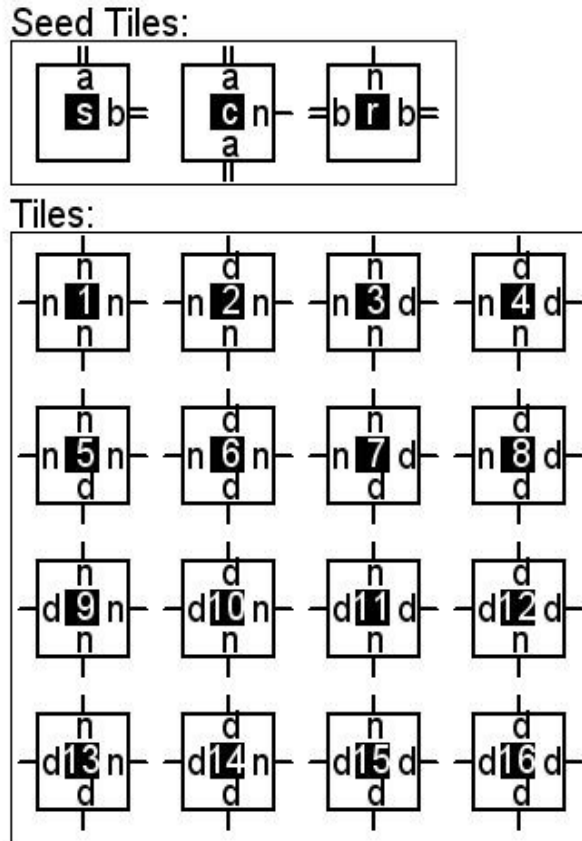 Seed Tiles:
a a n
s b c n b r b
a
Tiles:
n d n d
n 1 n n 2 n n 3 d n 4 d
n n n n
n d n d
n 5 n n 6 n n 7 d n 8 d
d d d d
n d n d
d 9 n d 10 n d 11 d d 12 d
n n n n
n d n d
d 13 n d 14 n d 15 d d 16 d
d d d d